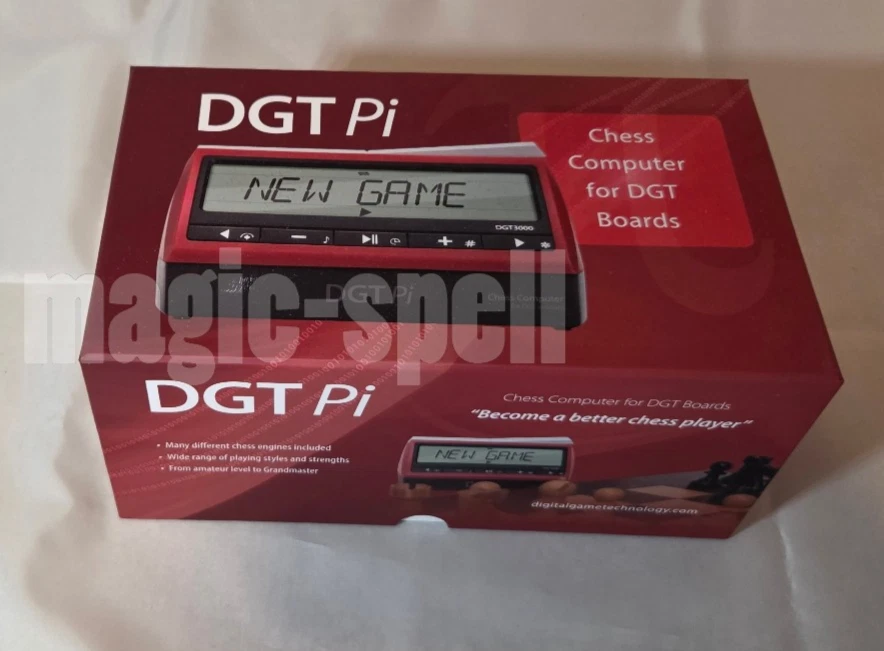 DGT Pi
Chess
Computer
for DGT
Boards
NEW GAME
DGT3000
DGT Pi
Chess Computer
magic-spell
DGT Pi
Chess Computer for DGT Boards
"Become a better chess player"
• Many different chess engines included
• Wide range of playing styles and strengths
• From amateur level to Grandmaster
NEW GAME
digitalgametechnology.com